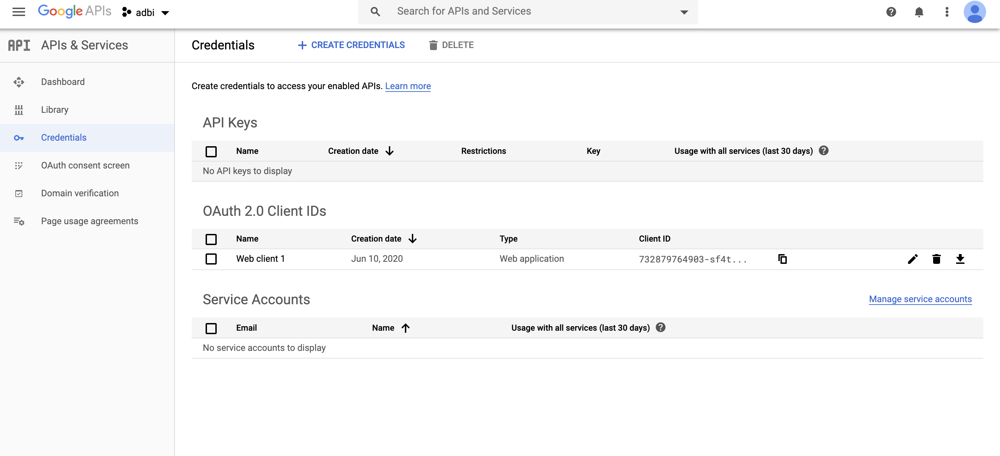 Google APIs adbi Search for APIs and Services
API APIs & Services
Credentials CREATE CREDENTIALS DELETE
Dashboard
Library
Credentials
OAuth consent screen
Domain verification
Page usage agreements
Create credentials to access your enabled APIs. Learn more
API Keys
Name Creation date Restrictions Key Usage with all services (last 30 days)
No API keys to display
OAuth 2.0 Client IDs
Name Creation date Type Client ID
Web client 1 Jun 10, 2020 Web application 732879764903-sf4t...
Service Accounts Manage service accounts
Email Name Usage with all services (last 30 days)
No service accounts to display